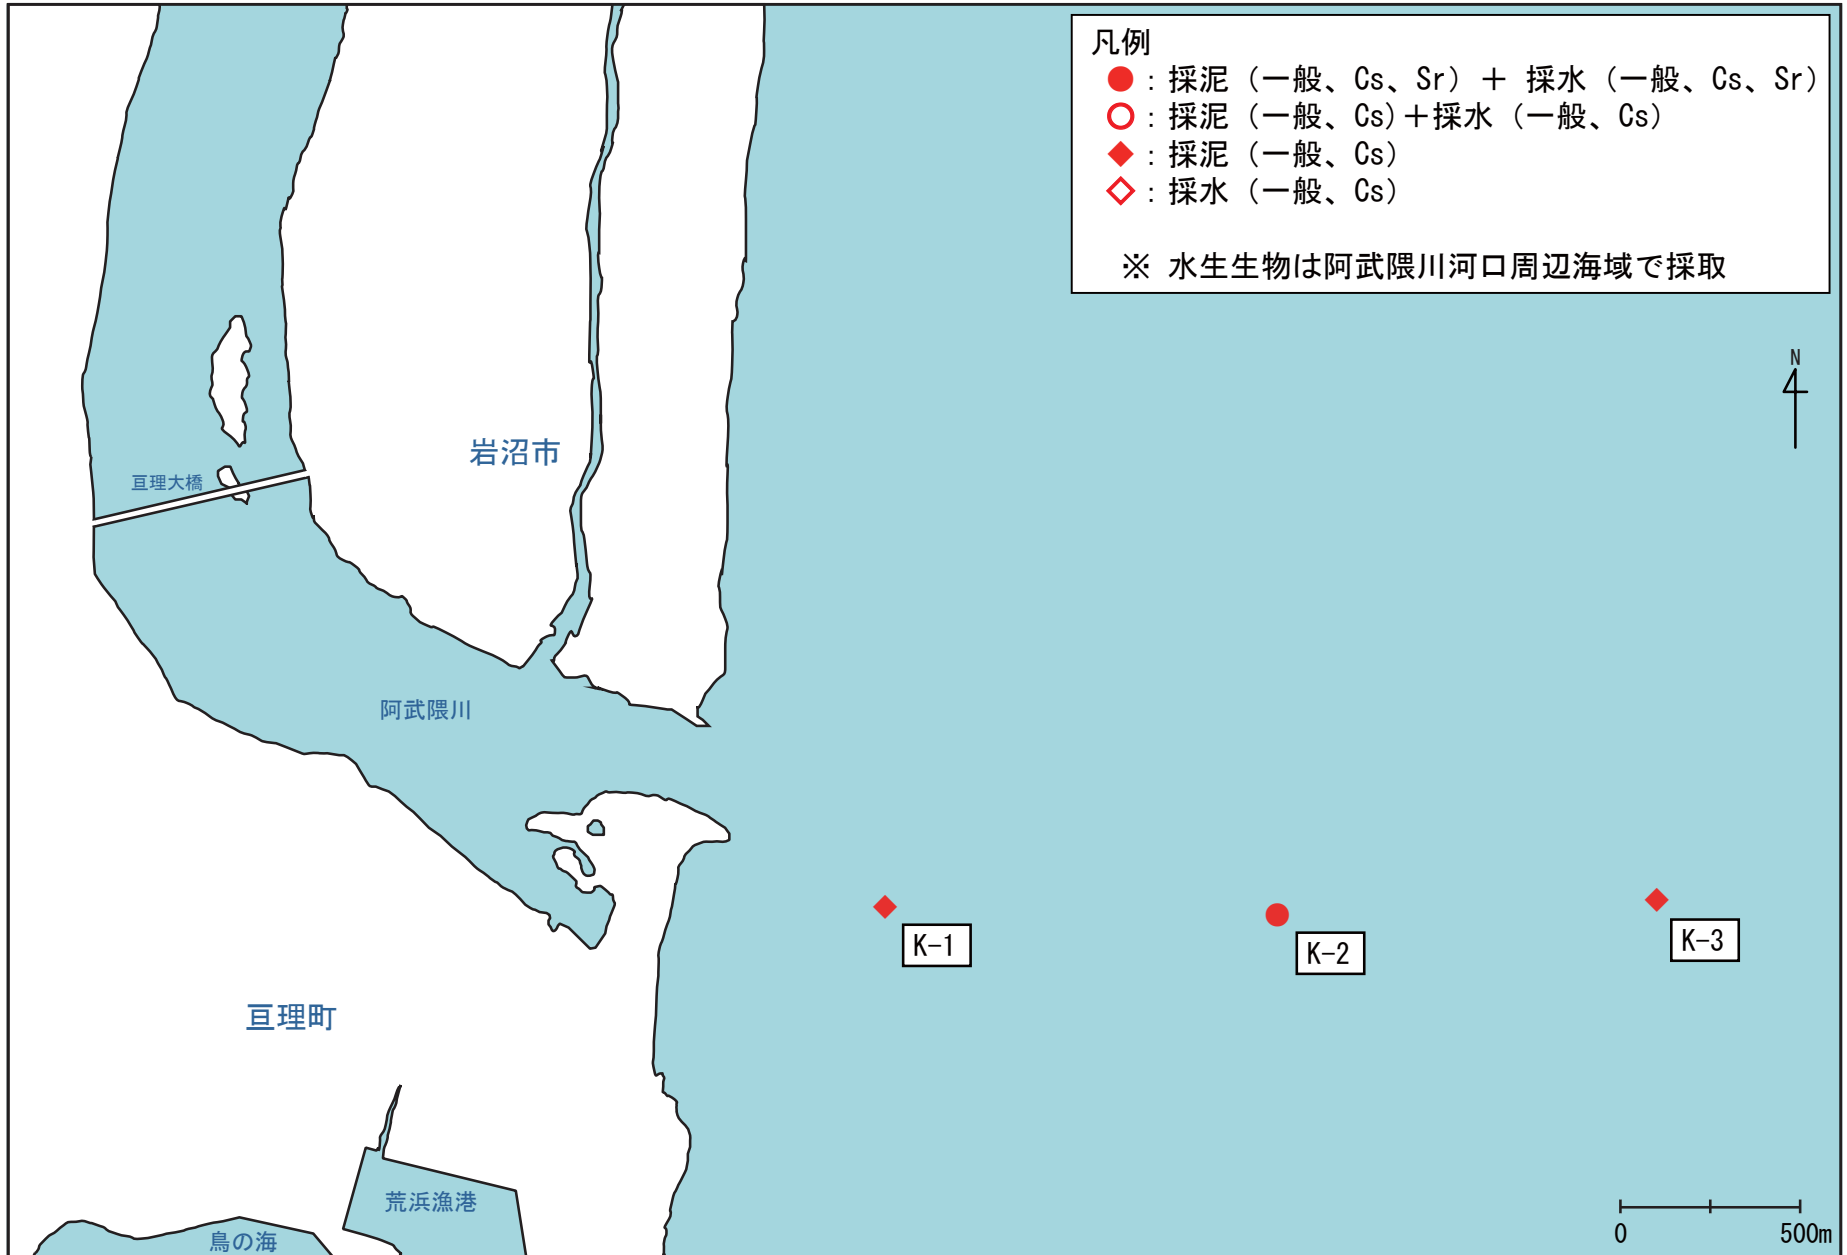 凡例
●：採泥（一般、Cs、Sr）＋ 採水（一般、Cs、Sr）
○：採泥（一般、Cs）＋採水（一般、Cs）
◆：採泥（一般、Cs）
◇：採水（一般、Cs）
※ 水生生物は阿武隈川河口周辺海域で採取
N
岩沼市
亘理大橋
阿武隈川
K-1
K-2
K-3
亘理町
荒浜漁港
鳥の海
0 500m